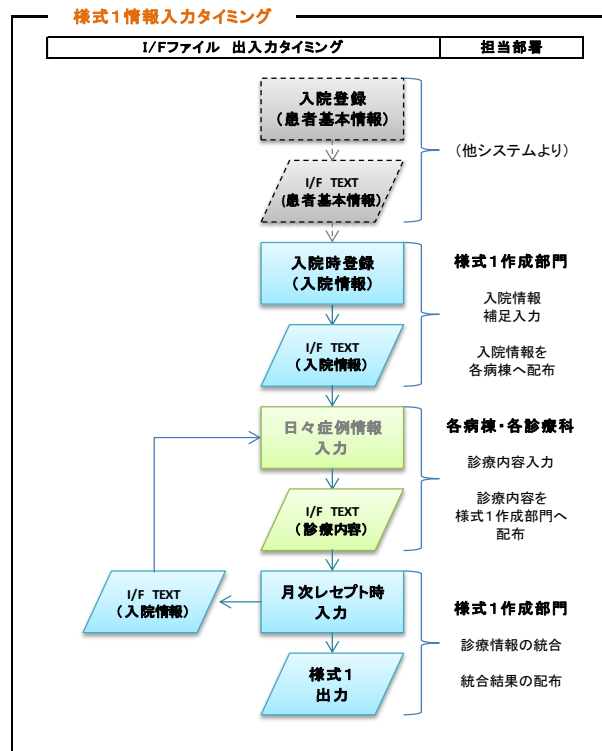 様式1情報入力タイミング
I/Fファイル 出入力タイミング
担当部署
入院登録
(患者基本情報)
(他システムより)
I/F TEXT
(患者基本情報)
入院時登録
(入院情報)
様式1作成部門
入院情報
補足入力
入院情報を
各病棟へ配布
I/F TEXT
(入院情報)
日々症例情報
入力
各病棟・各診療科
診療内容入力
診療内容を
様式1作成部門へ
配布
I/F TEXT
(診療内容)
I/F TEXT
(入院情報)
月次レセプト時
入力
様式1作成部門
診療情報の統合
統合結果の配布
様式1
出力